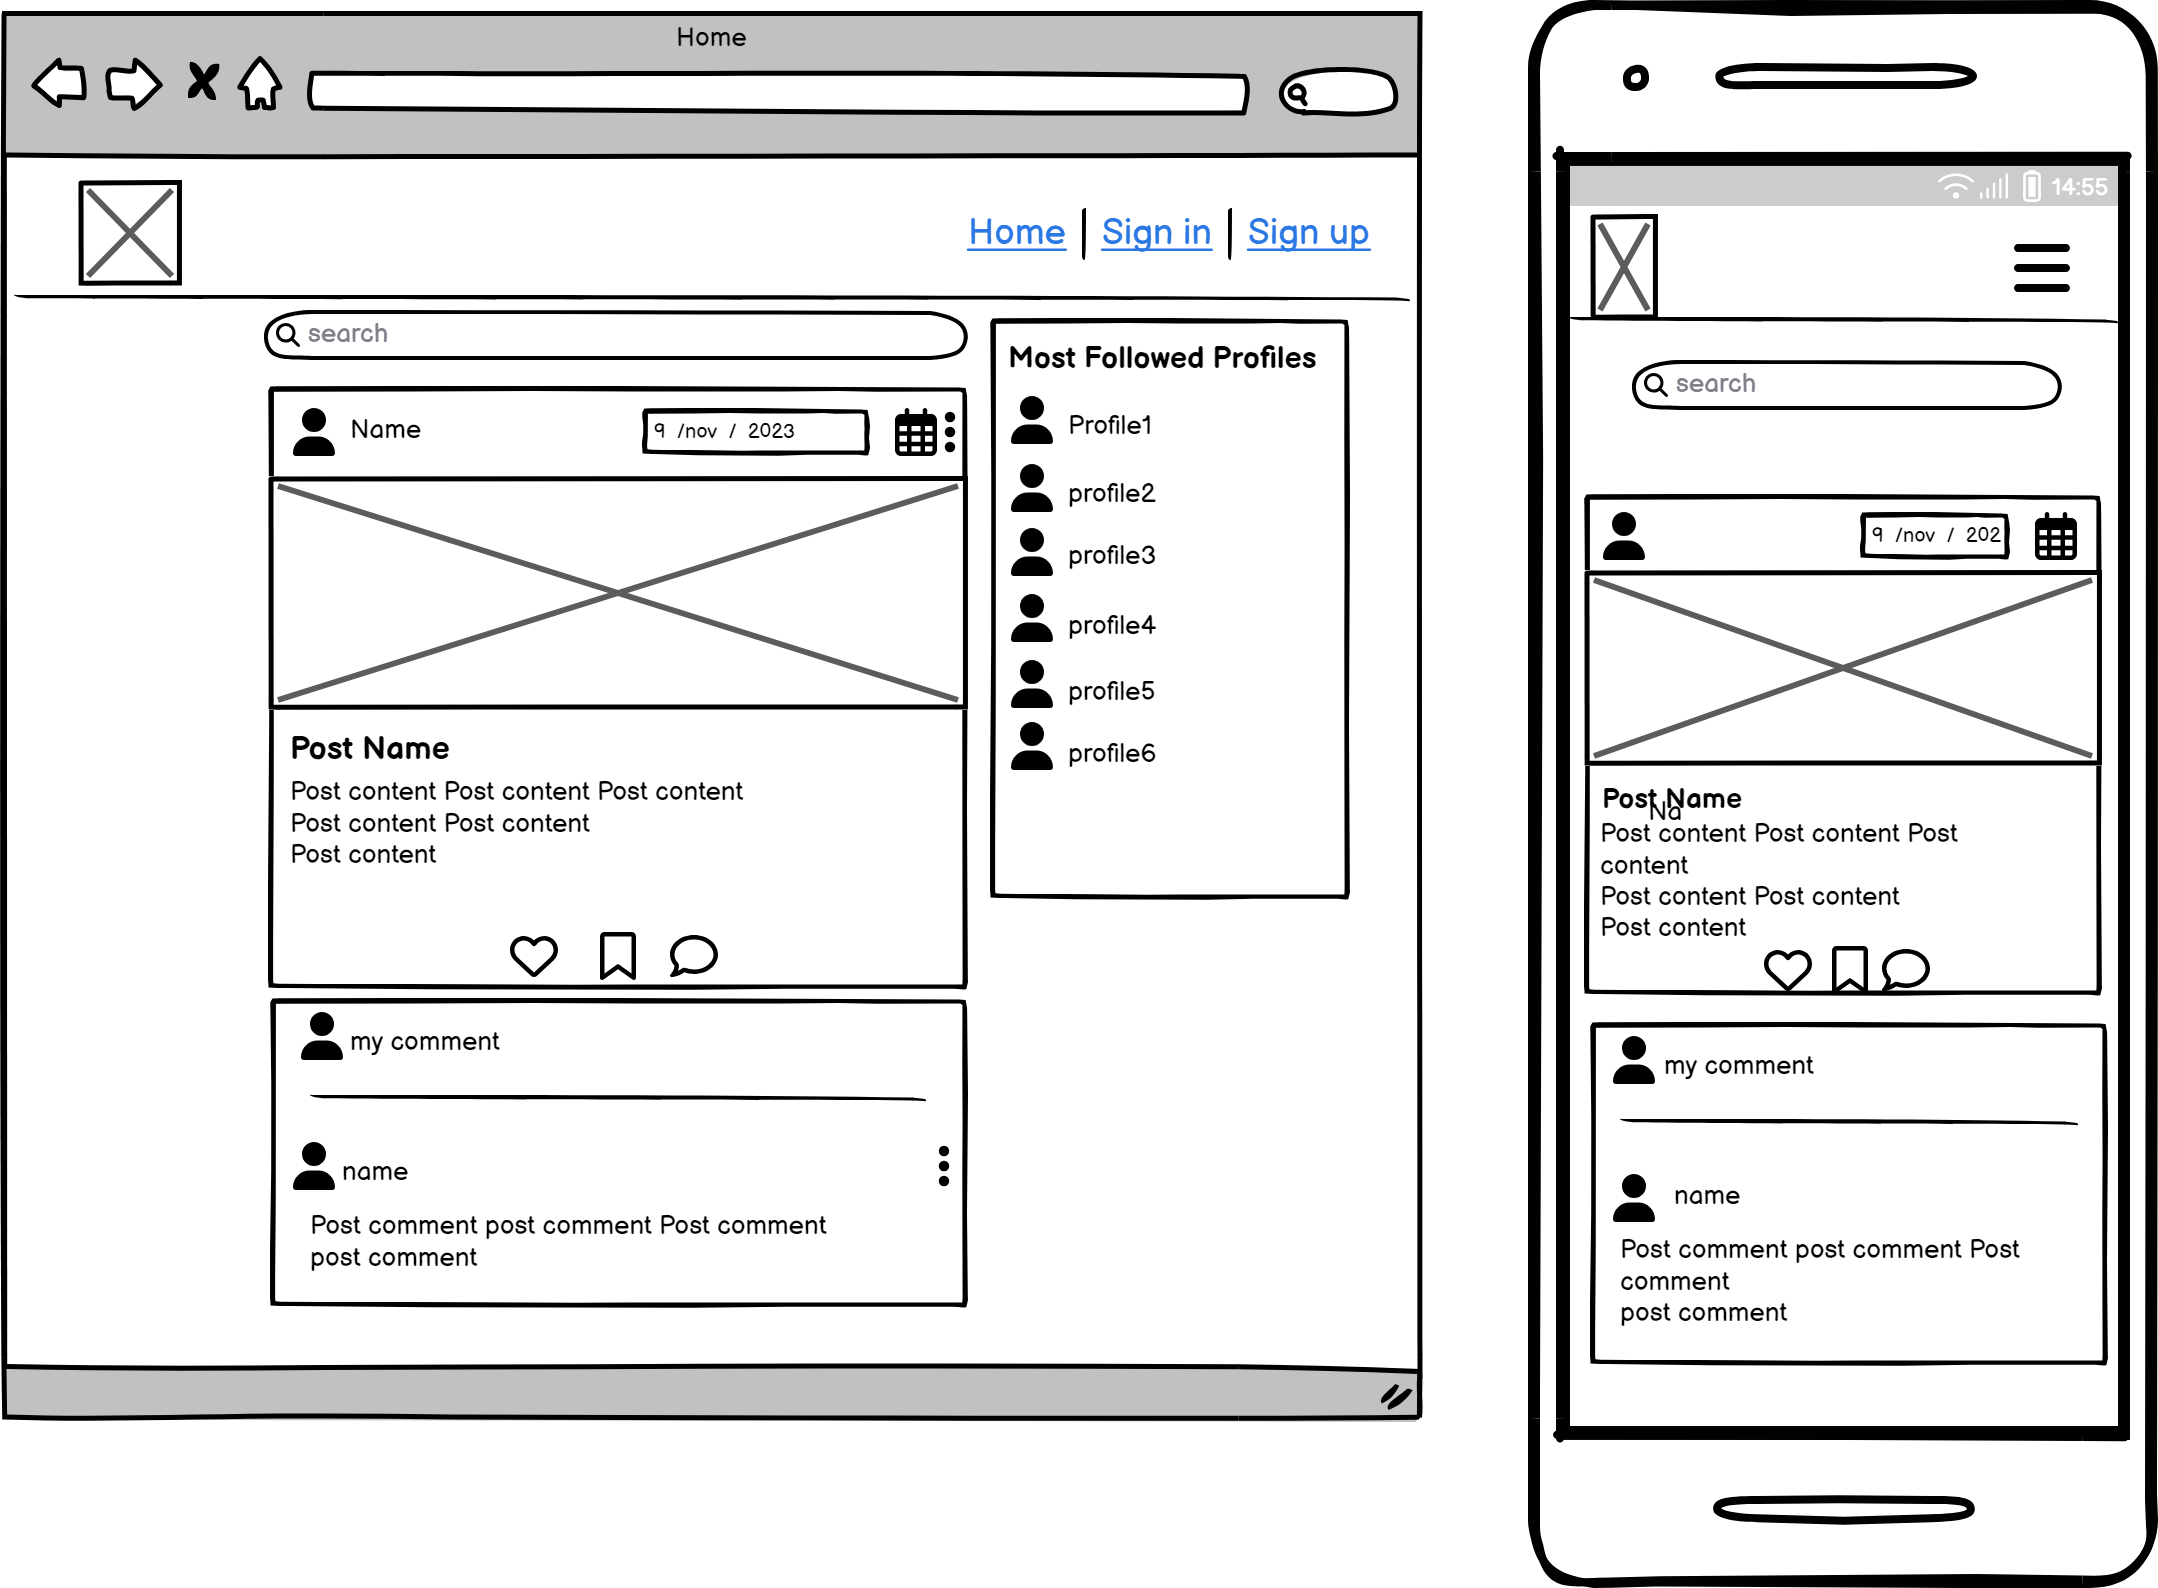 Home
Home | Sign in | Sign up
search
Name
9 /nov / 2023
Post Name
Post content Post content Post content
Post content Post content
Post content
my comment
name
Post comment post comment Post comment
post comment
Most Followed Profiles
Profile1
profile2
profile3
profile4
profile5
profile6
14:55
search
9 /nov / 202
Post Name
Na
Post content Post content Post
content
Post content Post content
Post content
my comment
name
Post comment post comment Post
comment
post comment